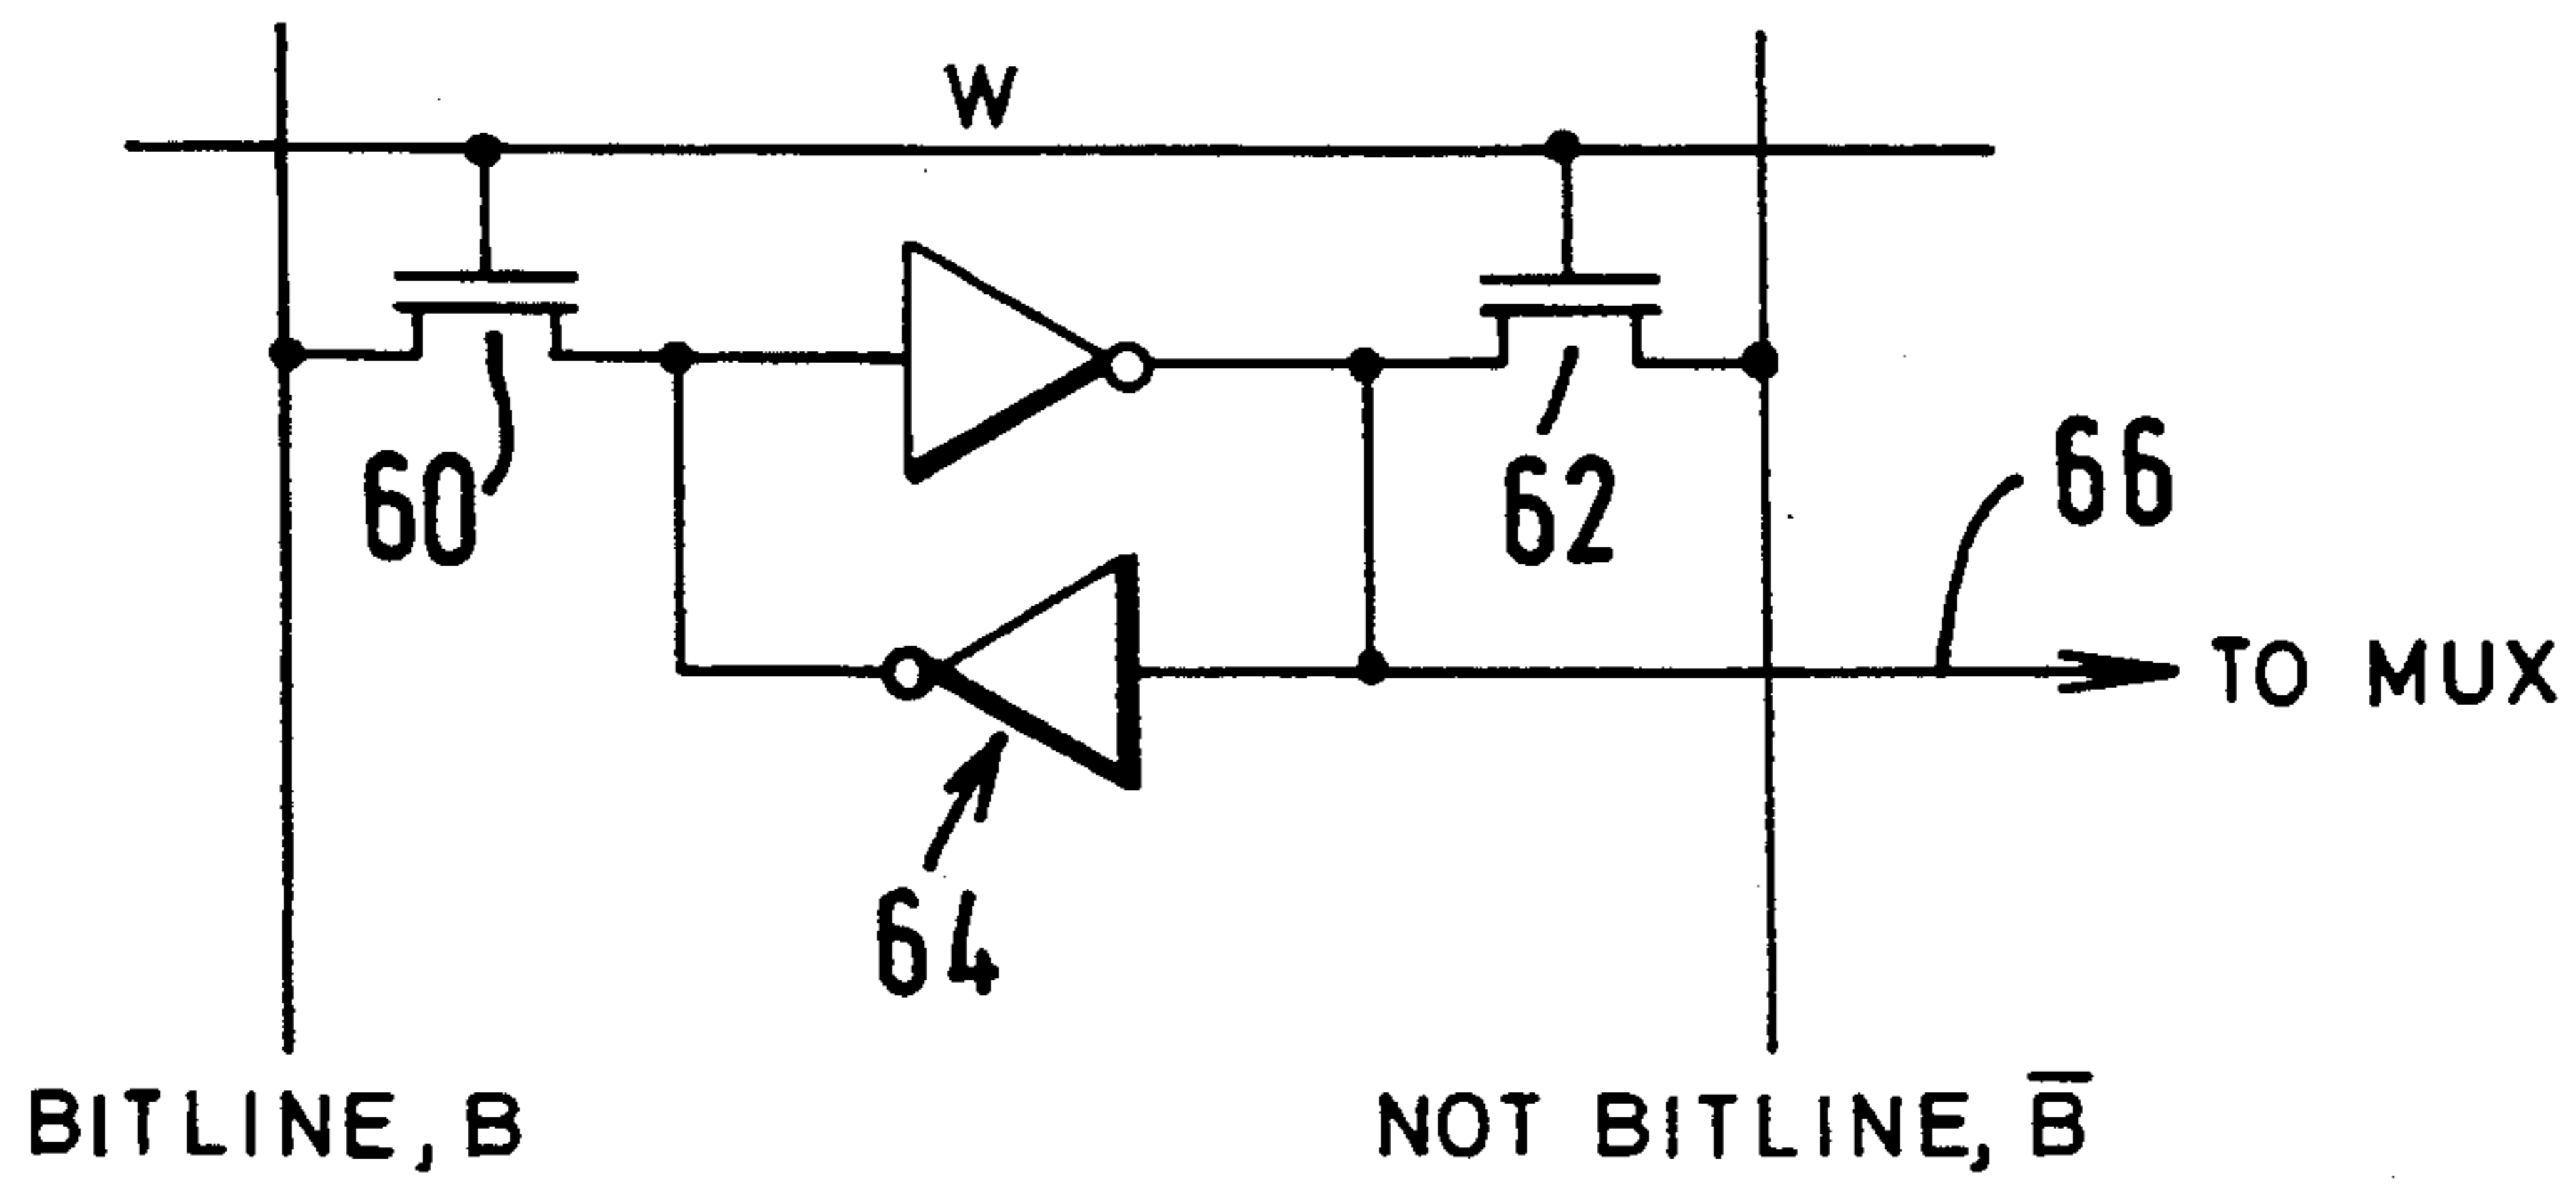 W
60
62
66
TO MUX
64
BITLINE, B
NOT BITLINE, B̅